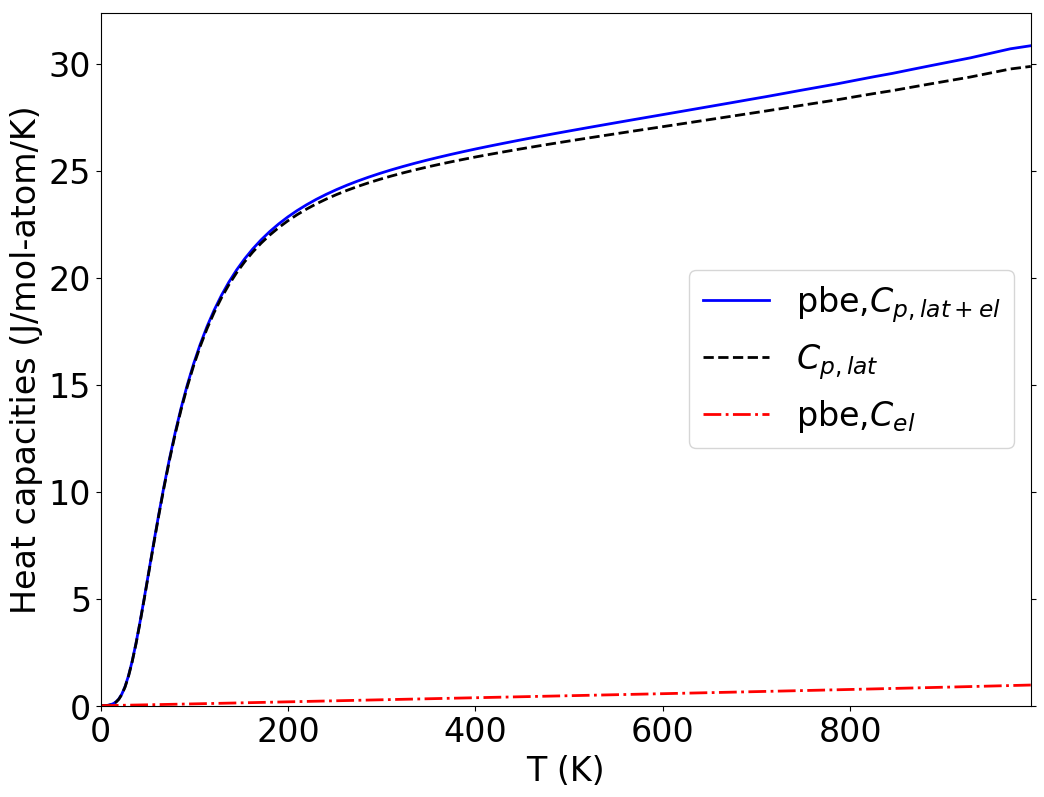 30
25
20
15
10
5
0
Heat capacities (J/mol-atom/K)
pbe,C_{p, lat + el}
C_{p, lat}
pbe,C_{el}
0 200 400 600 800
T (K)